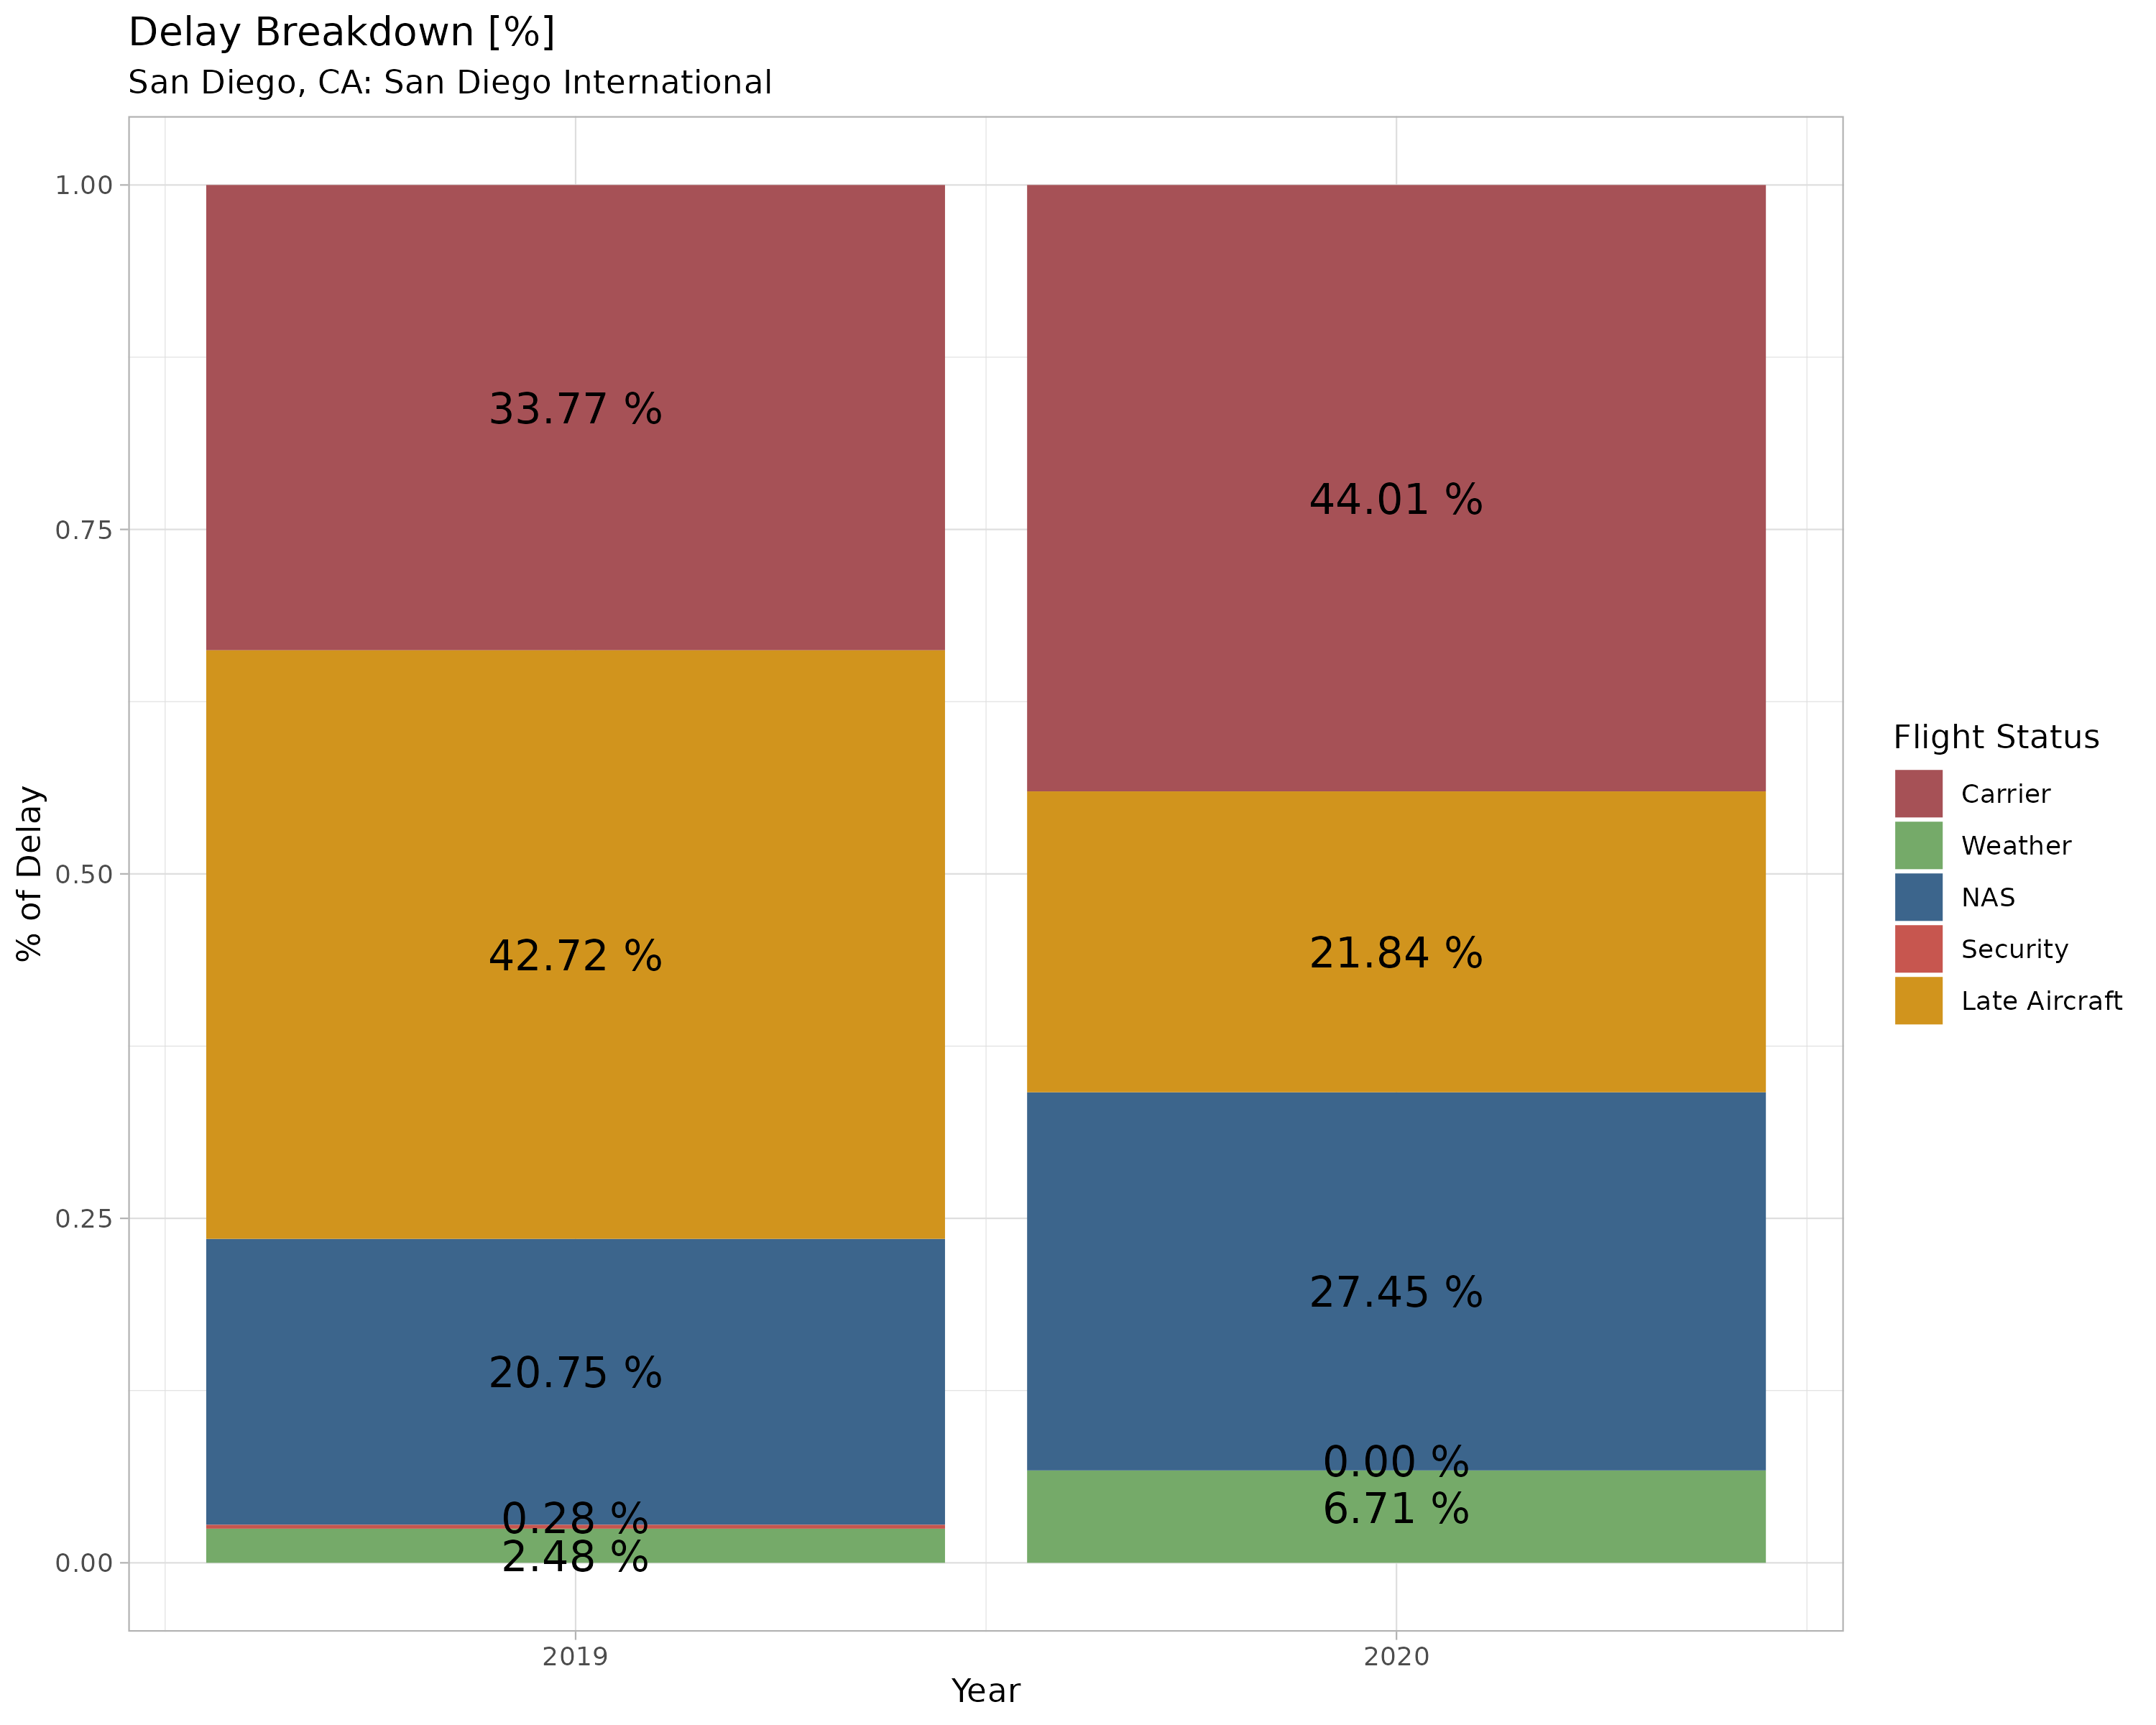 Delay Breakdown [%]
San Diego, CA: San Diego International
% of Delay
1.00
0.75
0.50
0.25
0.00
33.77 %
42.72 %
20.75 %
0.28 %
2.48 %
44.01 %
21.84 %
27.45 %
0.00 %
6.71 %
2019
2020
Year
Flight Status
Carrier
Weather
NAS
Security
Late Aircraft